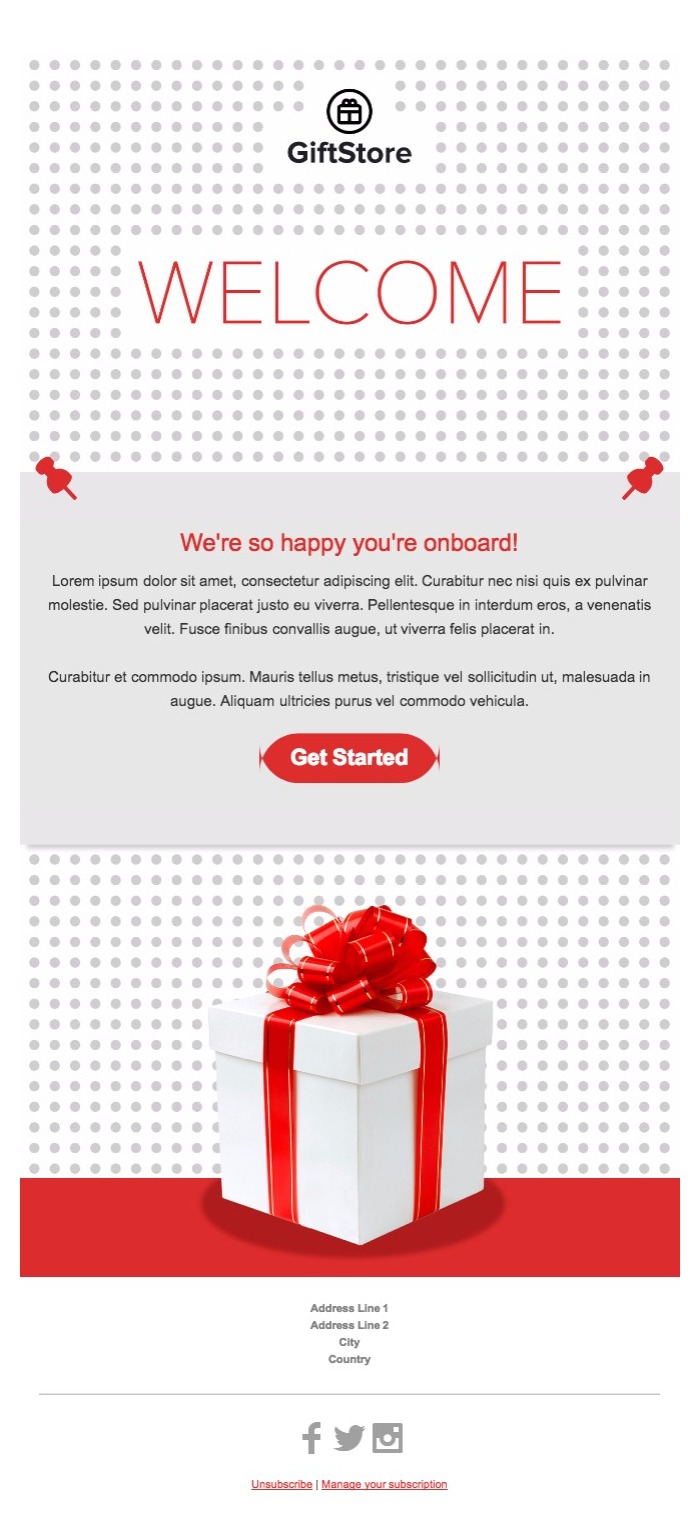 GiftStore
WELCOME
We're so happy you're onboard!
Lorem ipsum dolor sit amet, consectetur adipiscing elit. Curabitur nec nisi quis ex pulvinar
molestie. Sed pulvinar placerat justo eu viverra. Pellentesque in interdum eros, a venenatis
velit. Fusce finibus convallis augue, ut viverra felis placerat in.
Curabitur et commodo ipsum. Mauris tellus metus, tristique vel sollicitudin ut, malesuada in
augue. Aliquam ultricies purus vel commodo vehicula.
Get Started
Address Line 1
Address Line 2
City
Country
Unsubscribe | Manage your subscription